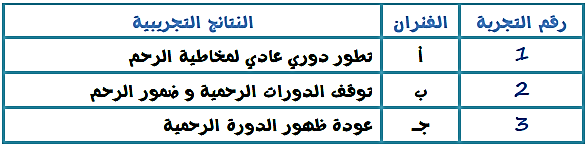 رقم التجربة الفئران النتائج التجريبية
1 أ تطور دوري عادي لمخاطية الرحم
2 ب توقف الدورات الرحمية و ضمور الرحم
3 جـ عودة ظهور الدورة الرحمية